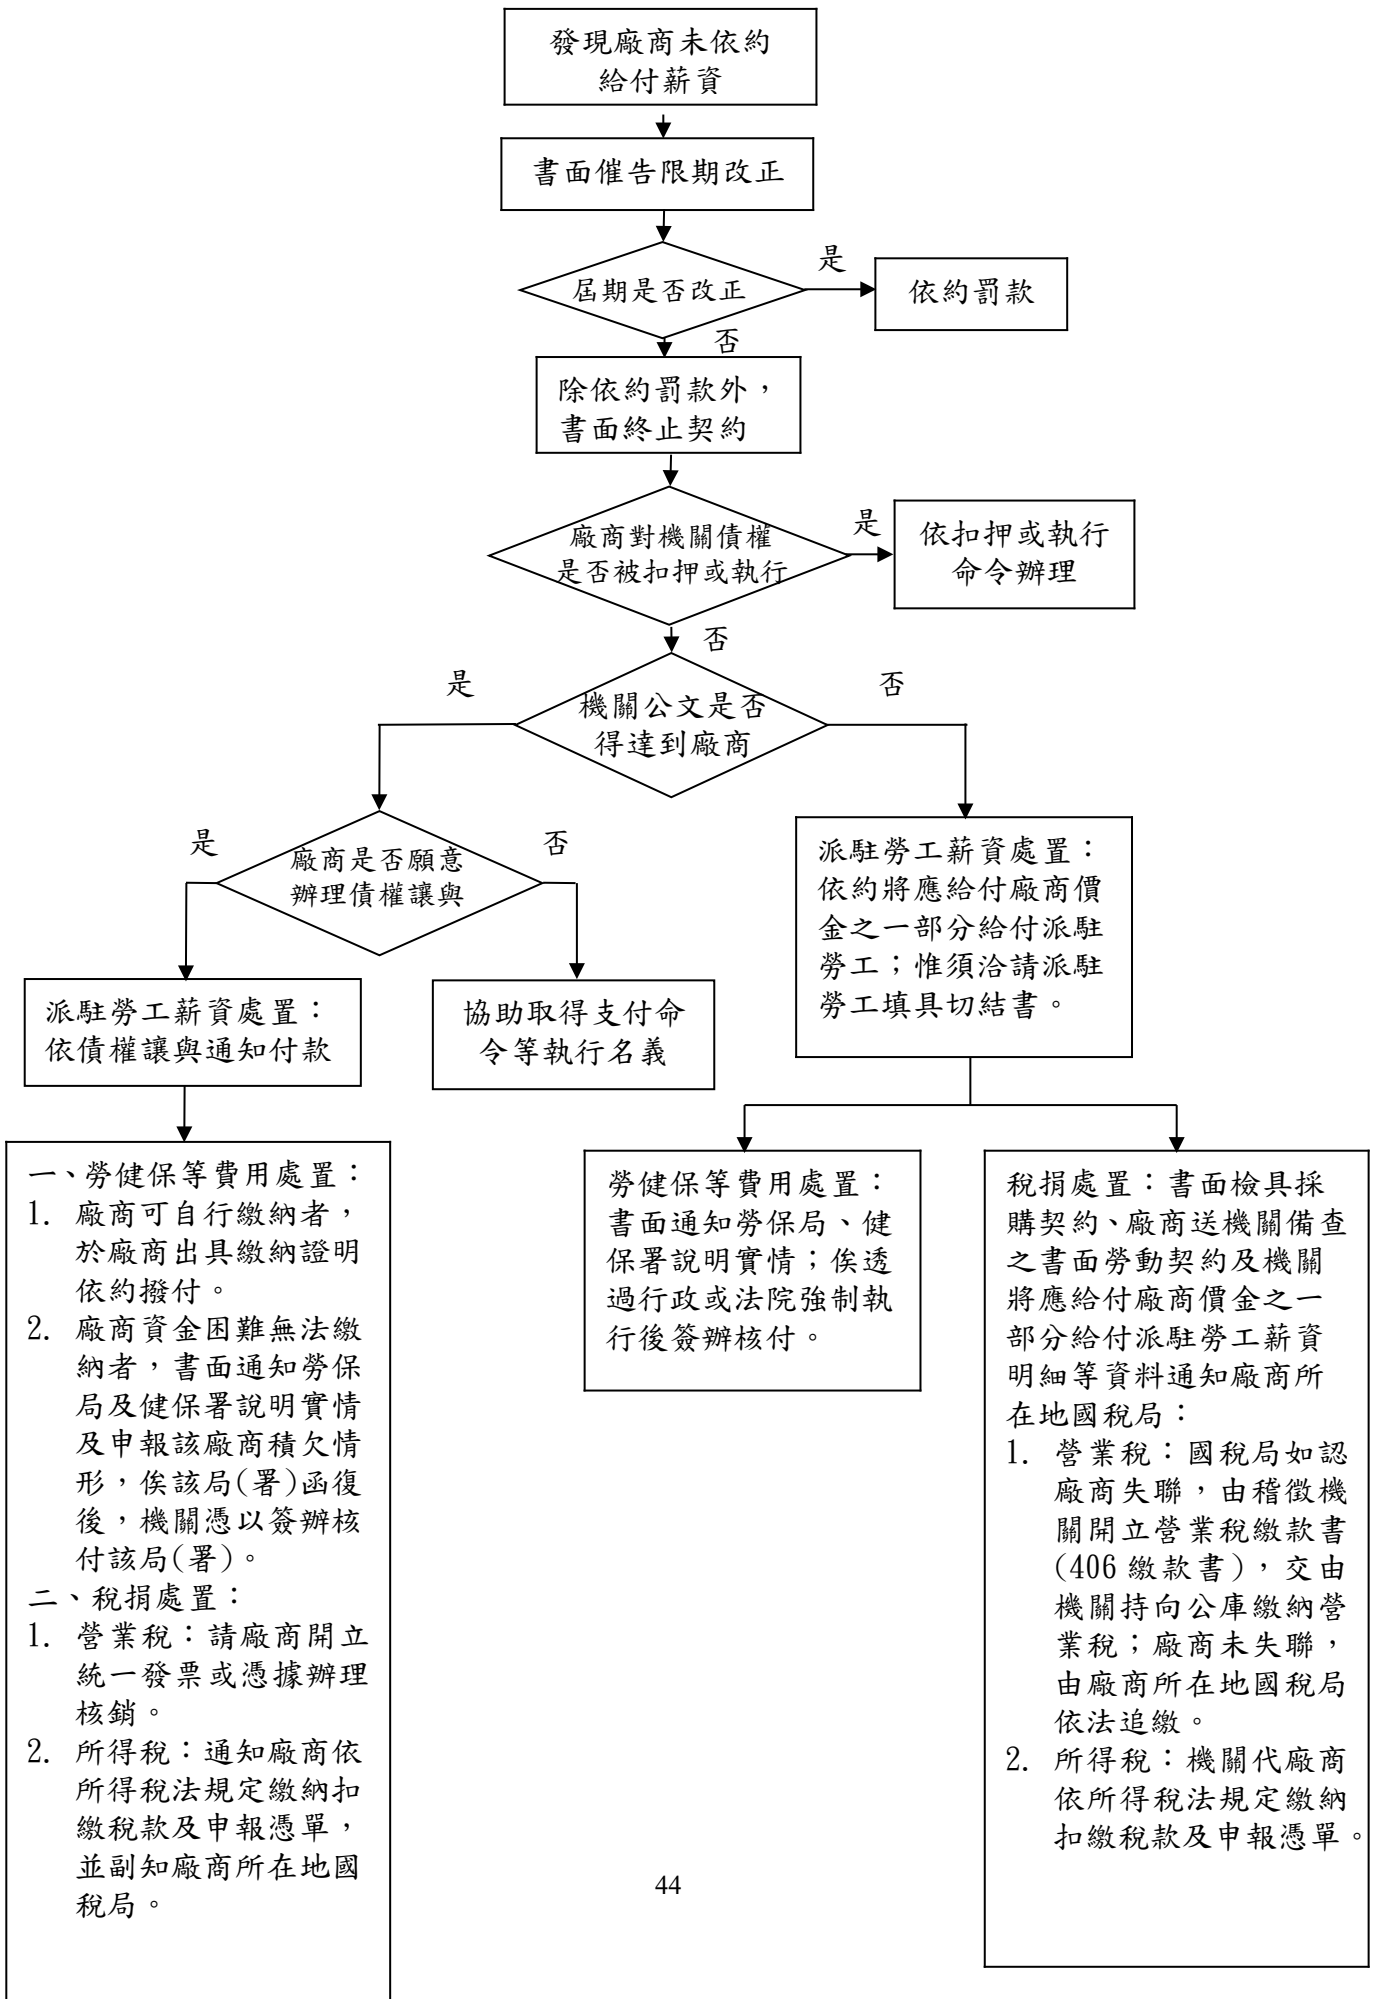 發現廠商未依約
給付薪資
書面催告限期改正
屆期是否改正
是
依約罰款
否
除依約罰款外，
書面終止契約
廠商對機關債權
是否被扣押或執行
是
依扣押或執行
命令辦理
否
機關公文是否
得達到廠商
是
否
廠商是否願意
辦理債權讓與
是
否
派駐勞工薪資處置：
依債權讓與通知付款
協助取得支付命
令等執行名義
派駐勞工薪資處置：
依約將應給付廠商價
金之一部分給付派駐
勞工；惟須洽請派駐
勞工填具切結書。
一、勞健保等費用處置：
1. 廠商可自行繳納者，
於廠商出具繳納證明
依約撥付。
2. 廠商資金困難無法繳
納者，書面通知勞保
局及健保署說明實情
及申報該廠商積欠情
形，俟該局(署)函復
後，機關憑以簽辦核
付該局(署)。
二、稅捐處置：
1. 營業稅：請廠商開立
統一發票或憑據辦理
核銷。
2. 所得稅：通知廠商依
所得稅法規定繳納扣
繳稅款及申報憑單，
並副知廠商所在地國
稅局。
勞健保等費用處置：
書面通知勞保局、健
保署說明實情；俟透
過行政或法院強制執
行後簽辦核付。
稅捐處置：書面檢具採
購契約、廠商送機關備查
之書面勞動契約及機關
將應給付廠商價金之一
部分給付派駐勞工薪資
明細等資料通知廠商所
在地國稅局：
1. 營業稅：國稅局如認
廠商失聯，由稽徵機
關開立營業稅繳款書
(406 繳款書)，交由
機關持向公庫繳納營
業稅；廠商未失聯，
由廠商所在地國稅局
依法追繳。
2. 所得稅：機關代廠商
依所得稅法規定繳納
扣繳稅款及申報憑單。
44